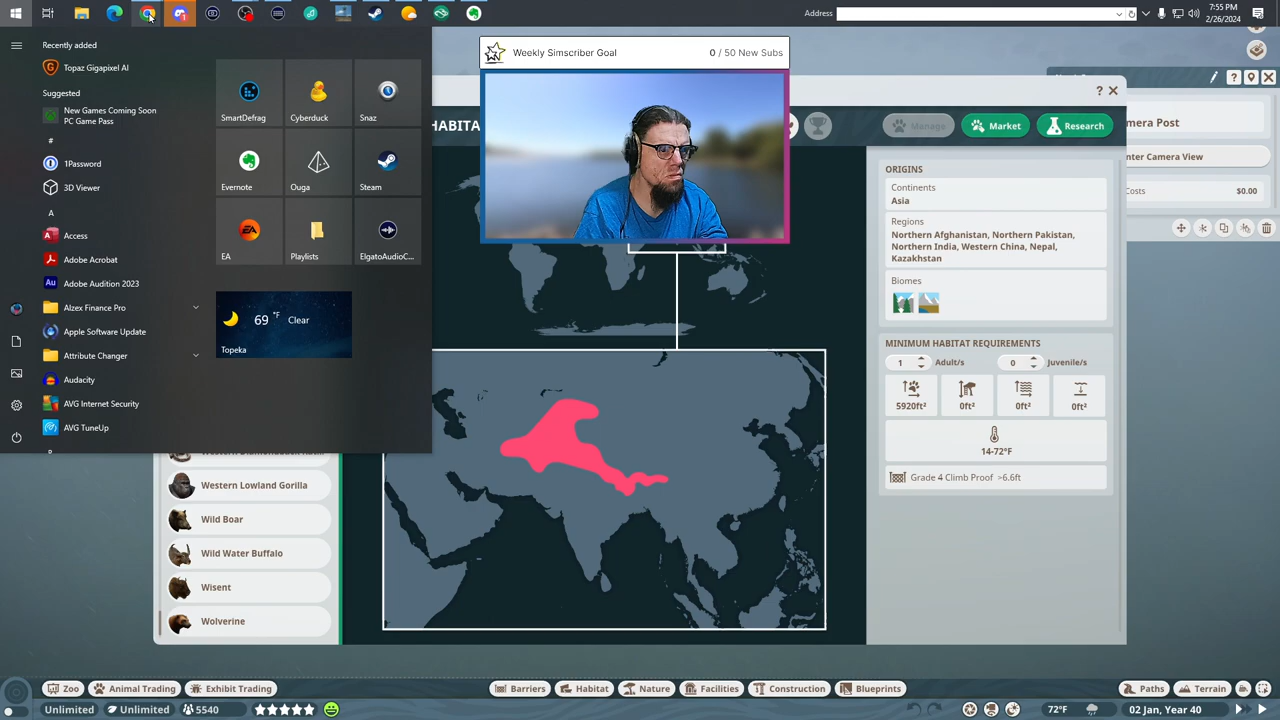 Address
7:55 PM
2/26/2024
Recently added
Topaz Gigapixel AI
Suggested
New Games Coming Soon
PC Game Pass
#
1Password
3D Viewer
A
Access
Adobe Acrobat
Adobe Audition 2023
Alzex Finance Pro
Apple Software Update
Attribute Changer
Audacity
AVG Internet Security
AVG TuneUp
SmartDefrag
Cyberduck
Snaz
Evernote
Ouga
Steam
EA
Playlists
ElgatoAudioC...
69 °F Clear
Topeka
Weekly Simscriber Goal
0 / 50 New Subs
HABITA
Manage
Market
Research
ORIGINS
Continents
Asia
Regions
Northern Afghanistan, Northern Pakistan,
Northern India, Western China, Nepal,
Kazakhstan
Biomes
MINIMUM HABITAT REQUIREMENTS
1 Adult/s
0 Juvenile/s
5920ft²
0ft²
0ft²
0ft²
14-72°F
Grade 4 Climb Proof >6.6ft
mera Post
nter Camera View
Costs
$0.00
Western Lowland Gorilla
Wild Boar
Wild Water Buffalo
Wisent
Wolverine
Zoo
Animal Trading
Exhibit Trading
Barriers
Habitat
Nature
Facilities
Construction
Blueprints
Paths
Terrain
Unlimited
Unlimited
5540
72°F
02 Jan, Year 40